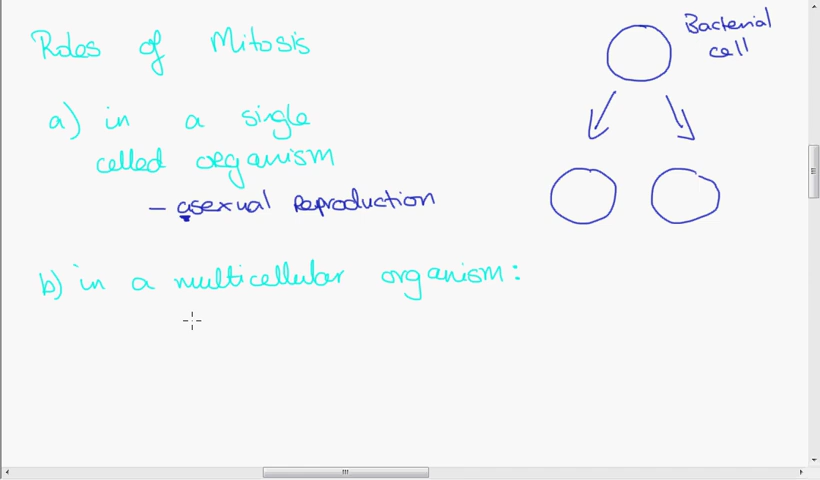 Roles of Mitosis
a) in a single
celled organism
– asexual reproduction
b) in a multicellular organism:
Bacterial
cell